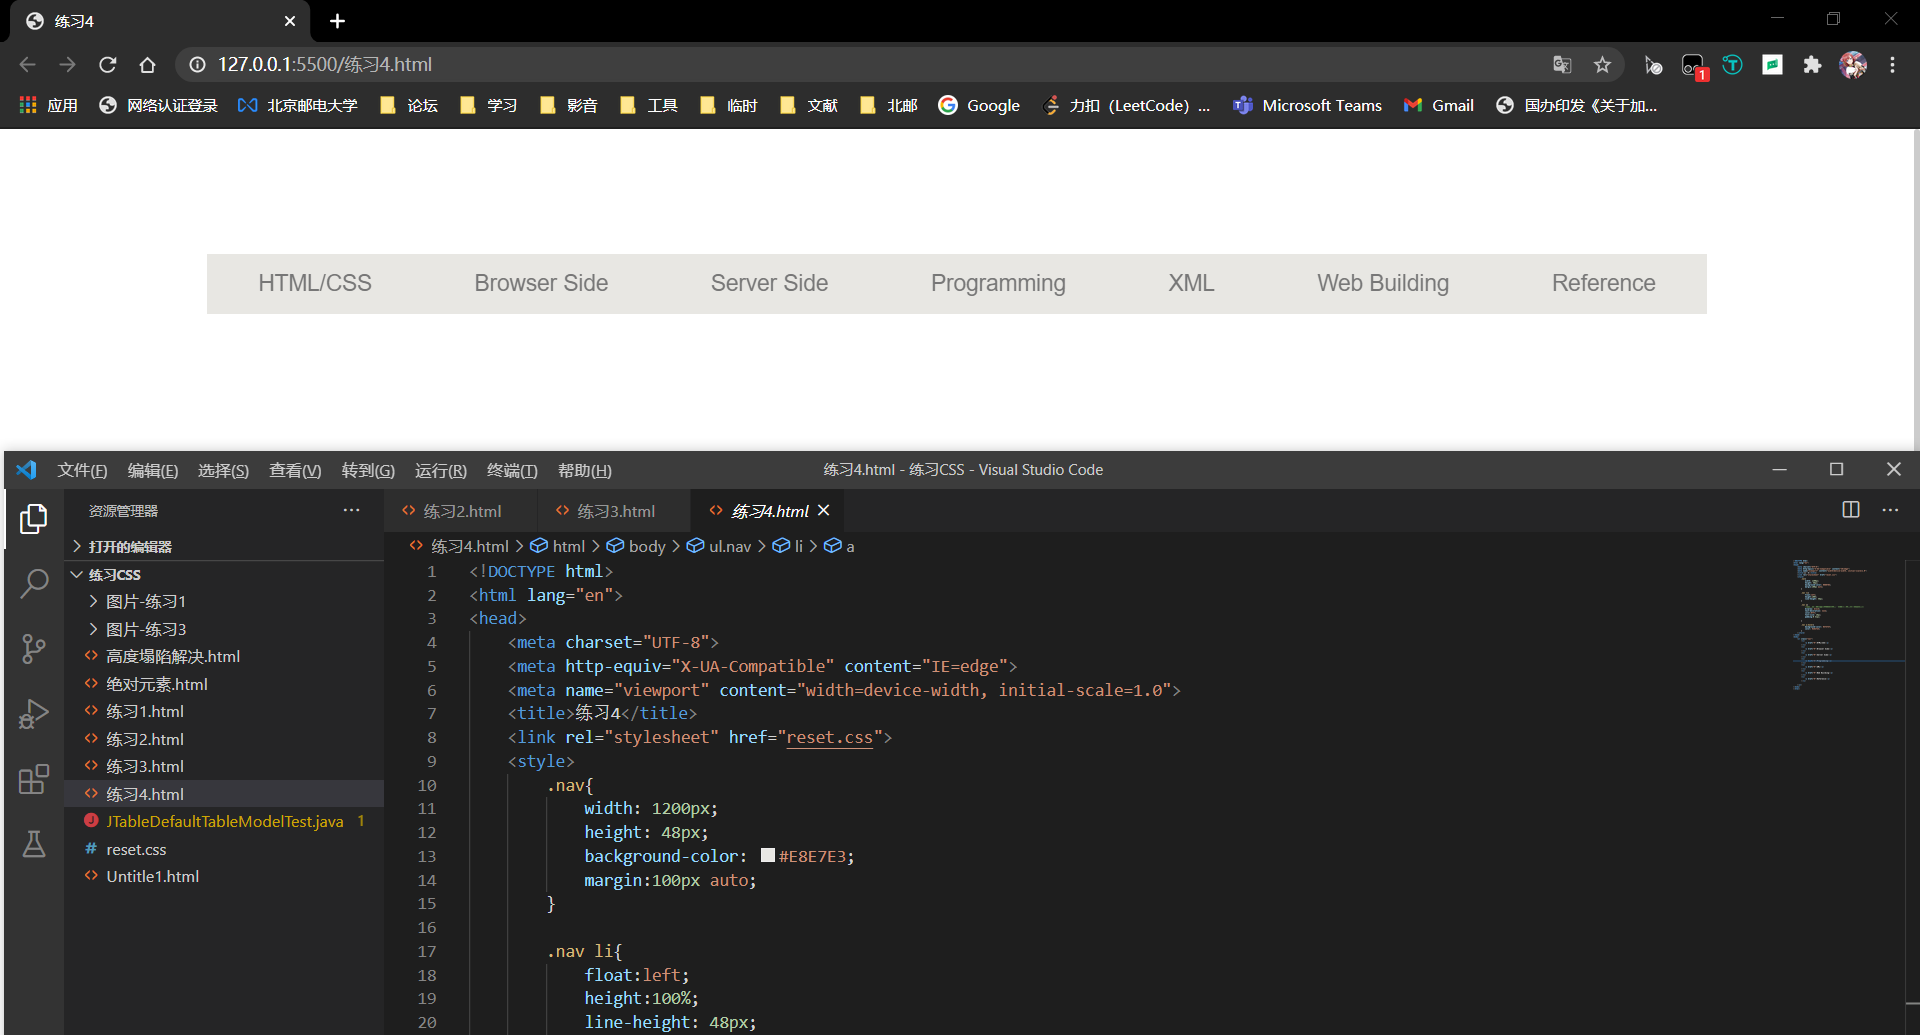 练习4
127.0.0.1:5500/练习4.html
1
应用 网络认证登录 北京邮电大学 论坛 学习 影音 工具 临时 文献 北邮 Google 力扣（LeetCode）... Microsoft Teams Gmail 国办印发《关于加...
HTML/CSS Browser Side Server Side Programming XML Web Building Reference
文件(F) 编辑(E) 选择(S) 查看(V) 转到(G) 运行(R) 终端(T) 帮助(H) 练习4.html - 练习CSS - Visual Studio Code
资源管理器 ···
打开的编辑器
练习CSS
图片-练习1
图片-练习3
高度塌陷解决.html
绝对元素.html
练习1.html
练习2.html
练习3.html
练习4.html
JTableDefaultTableModelTest.java 1
reset.css
Untitle1.html
练习2.html 练习3.html 练习4.html
练习4.html > html > body > ul.nav > li > a
1 <!DOCTYPE html>
2 <html lang="en">
3 <head>
4 <meta charset="UTF-8">
5 <meta http-equiv="X-UA-Compatible" content="IE=edge">
6 <meta name="viewport" content="width=device-width, initial-scale=1.0">
7 <title>练习4</title>
8 <link rel="stylesheet" href="reset.css">
9 <style>
10 .nav{
11 width: 1200px;
12 height: 48px;
13 background-color: #E8E7E3;
14 margin:100px auto;
15 }
16
17 .nav li{
18 float:left;
19 height:100%;
20 line-height: 48px;